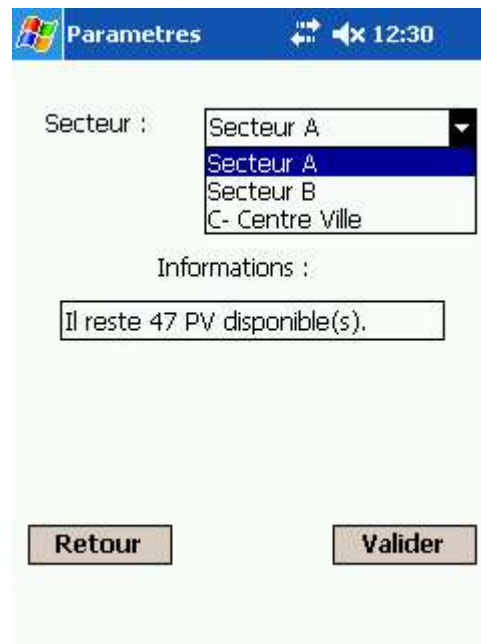 Parametres 12:30
Secteur : Secteur A
Secteur A
Secteur B
C- Centre Ville
Informations :
Il reste 47 PV disponible(s).
Retour Valider